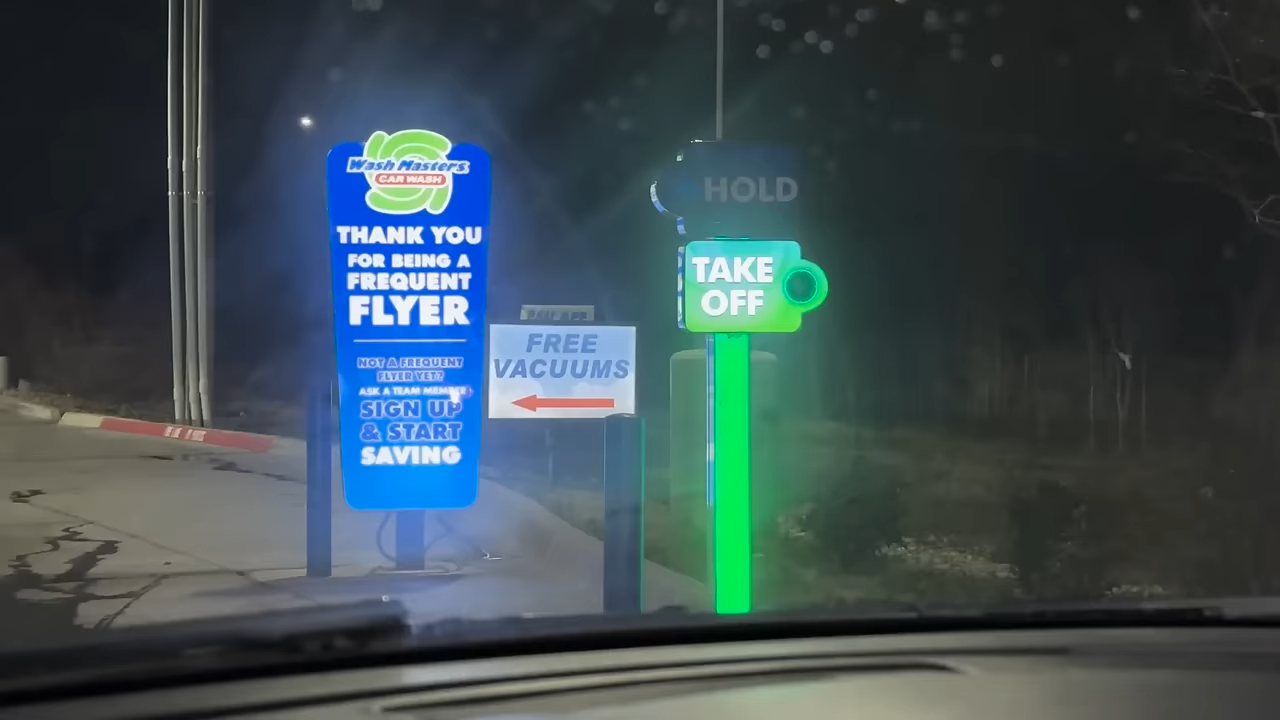 Wash Masters
CAR WASH
THANK YOU
FOR BEING A
FREQUENT
FLYER
NOT A FREQUENT
FLYER YET?
ASK A TEAM MEMBER
SIGN UP
& START
SAVING
FREE
VACUUMS
HOLD
TAKE
OFF